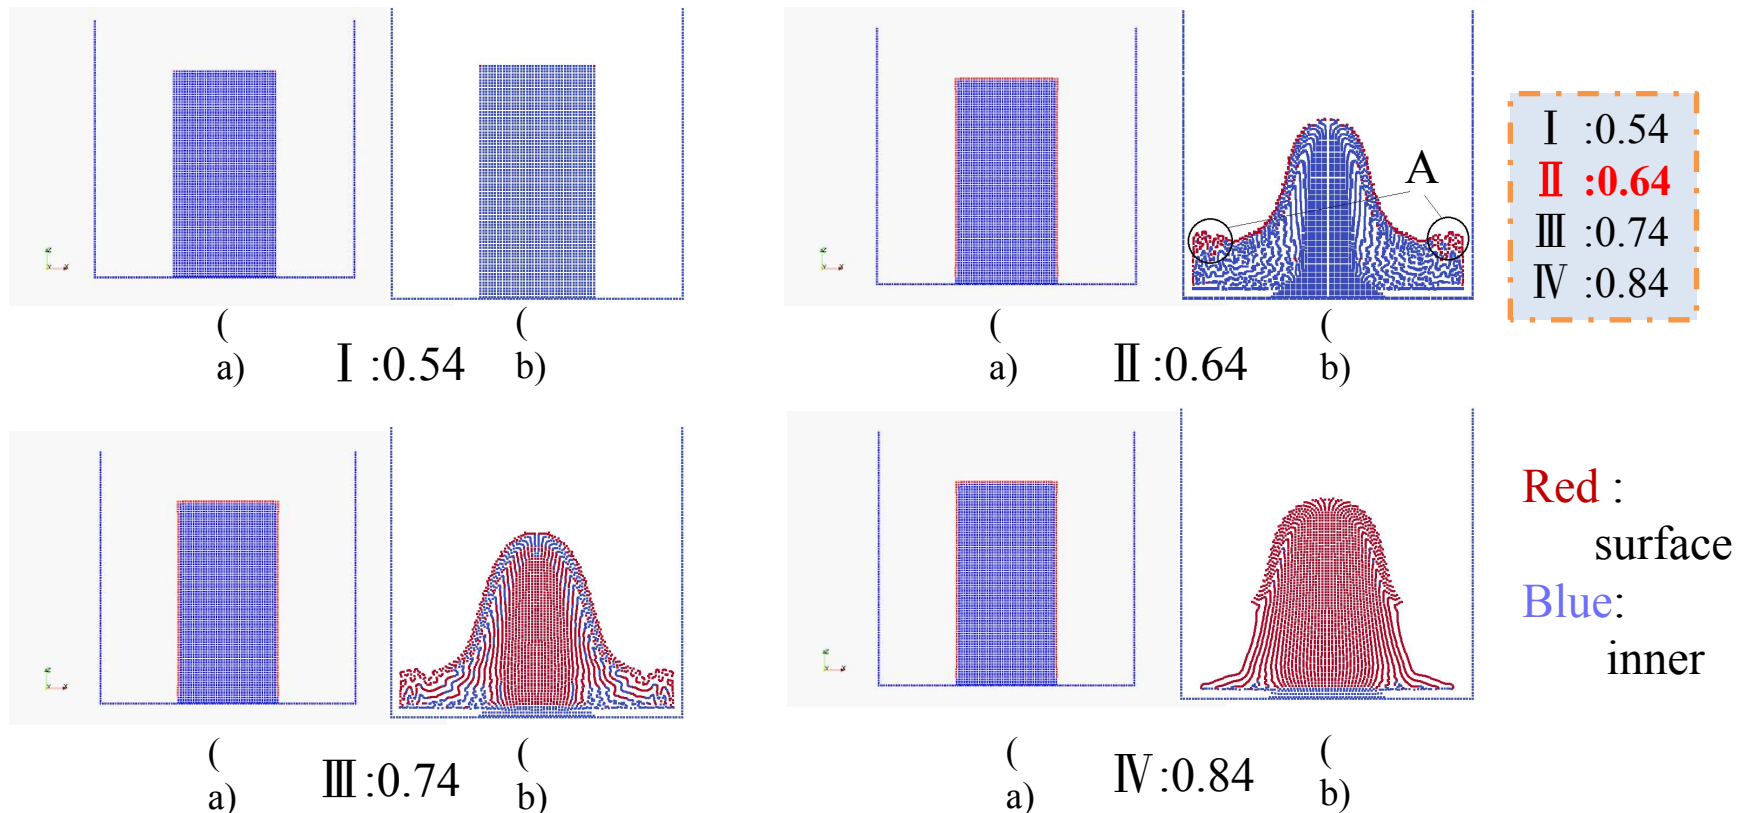 A
Ⅰ :0.54
Ⅱ :0.64
Ⅲ :0.74
Ⅳ :0.84
(
a)
(
b)
Ⅰ :0.54
(
a)
(
b)
Ⅱ:0.64
Red :
surface
Blue:
inner
(
a)
(
b)
Ⅲ:0.74
(
a)
(
b)
Ⅳ:0.84